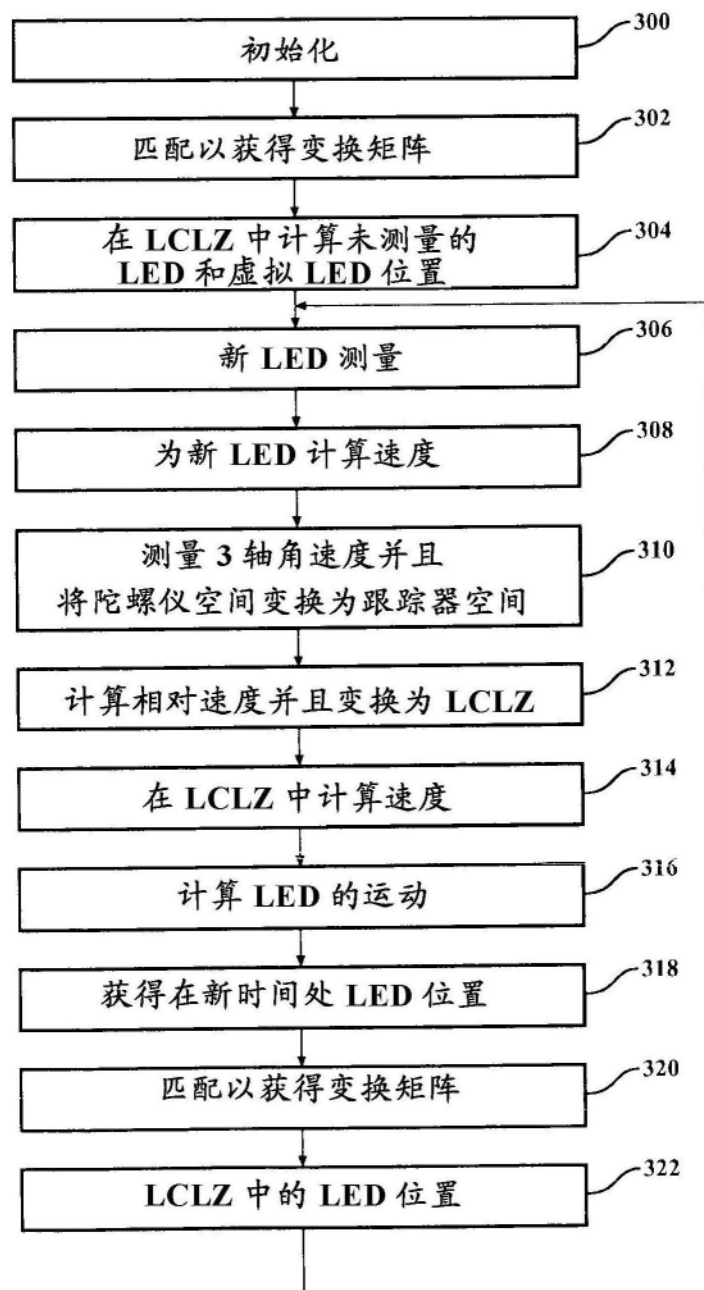 初始化
300
匹配以获得变换矩阵
302
在 LCLZ 中计算未测量的
LED 和虚拟 LED 位置
304
新 LED 测量
306
为新 LED 计算速度
308
测量 3 轴角速度并且
将陀螺仪空间变换为跟踪器空间
310
计算相对速度并且变换为 LCLZ
312
在 LCLZ 中计算速度
314
计算 LED 的运动
316
获得在新时间处 LED 位置
318
匹配以获得变换矩阵
320
LCLZ 中的 LED 位置
322